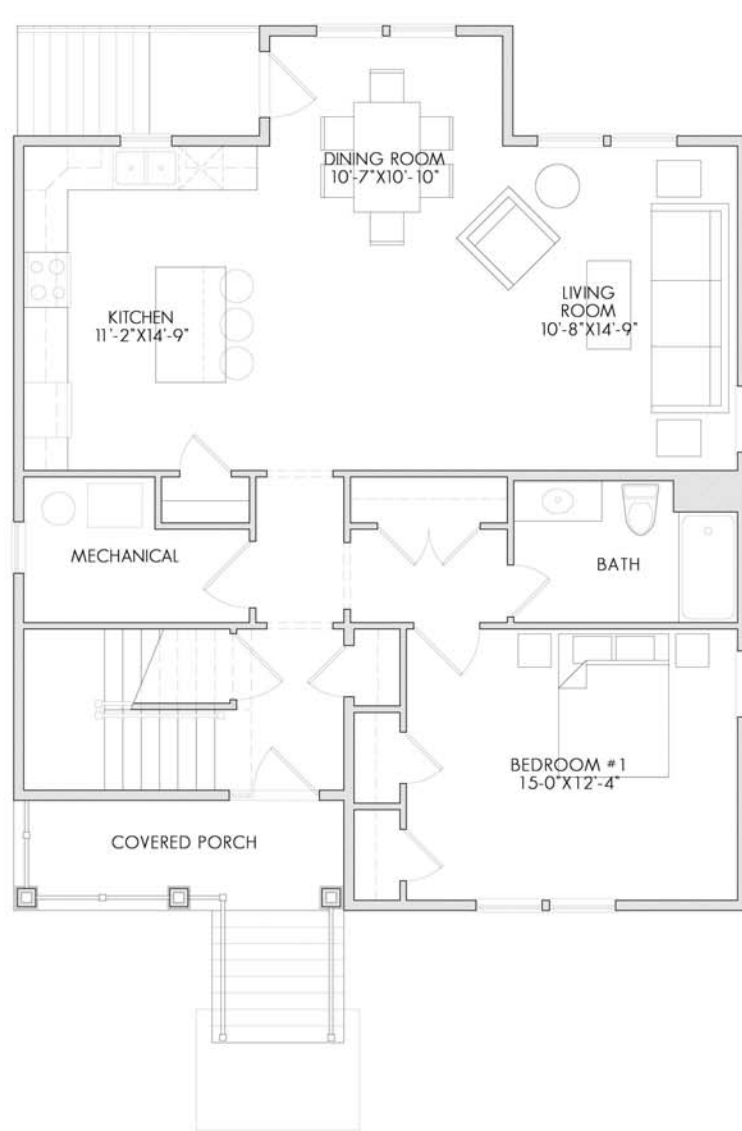 DINING ROOM
10'-7"X10'-10"
KITCHEN
11'-2"X14'-9"
LIVING
ROOM
10'-8"X14'-9"
MECHANICAL
BATH
BEDROOM #1
15-0"X12'-4"
COVERED PORCH